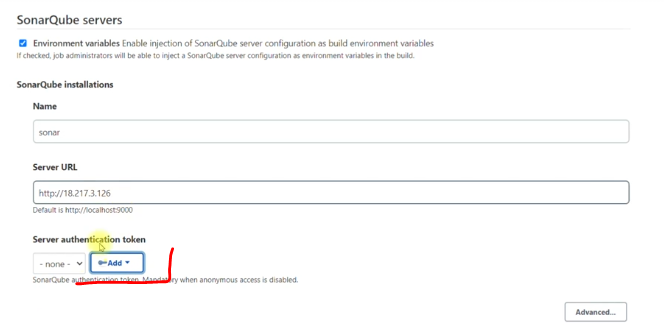 SonarQube servers
Environment variables Enable injection of SonarQube server configuration as build environment variables
If checked, job administrators will be able to inject a SonarQube server configuration as environment variables in the build.
SonarQube installations
Name
sonar
Server URL
http://18.217.3.126
Default is http://localhost:9000
Server authentication token
- none - Add
SonarQube authentication token. Mandatory when anonymous access is disabled.
Advanced...